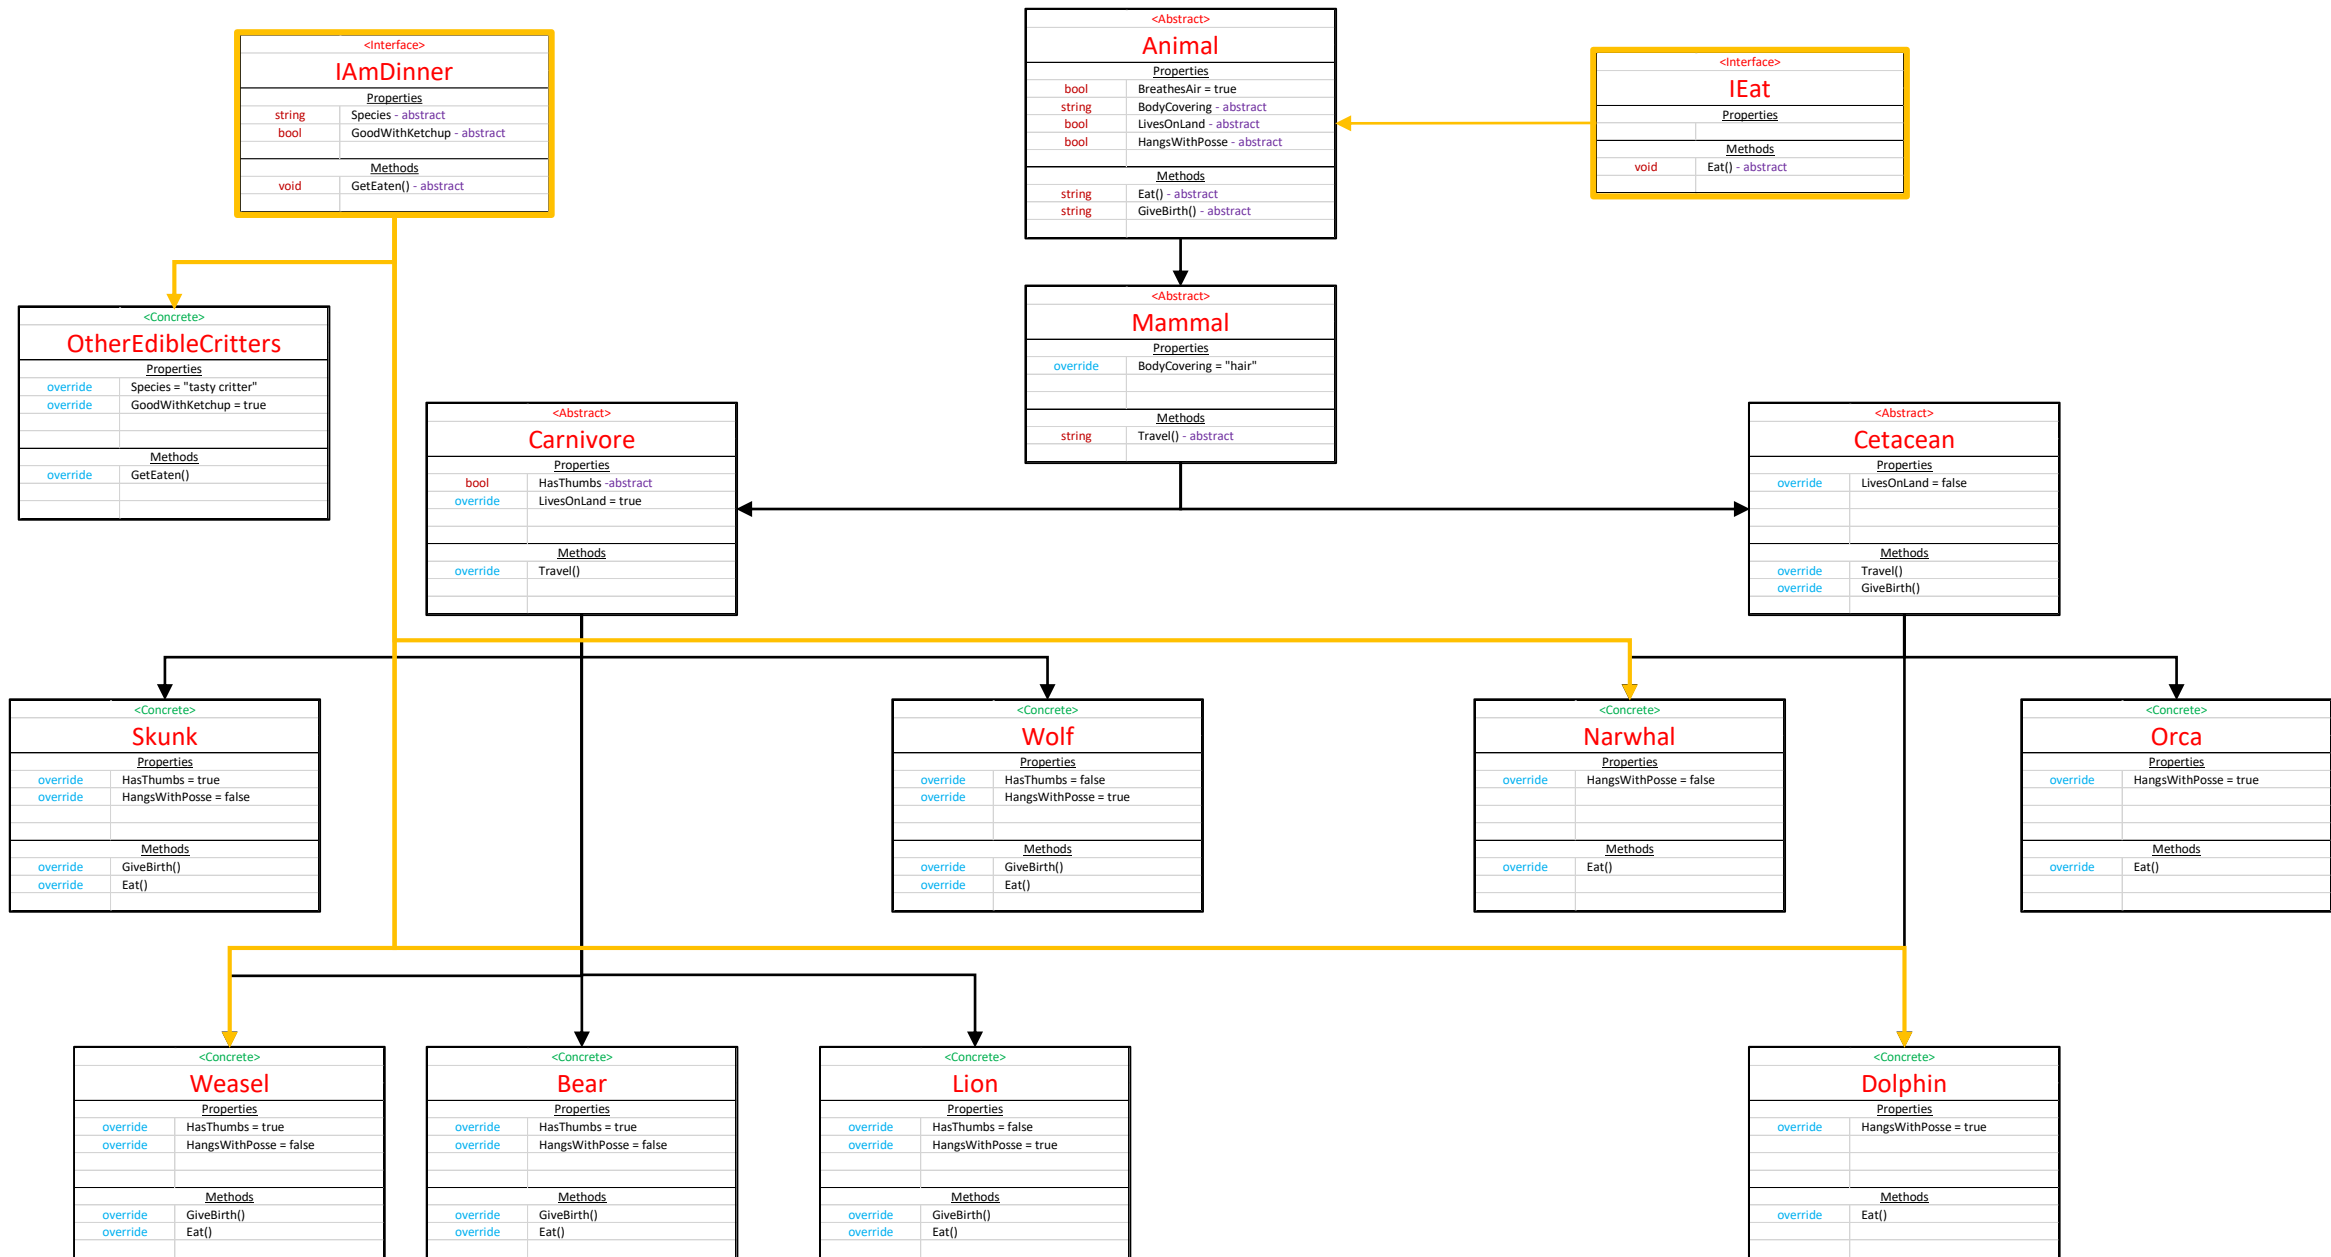 <Interface>
IAmDinner
Properties
string Species - abstract
bool GoodWithKetchup - abstract
Methods
void GetEaten() - abstract
<Abstract>
Animal
Properties
bool BreathesAir = true
string BodyCovering - abstract
bool LivesOnLand - abstract
bool HangsWithPosse - abstract
Methods
string Eat() - abstract
string GiveBirth() - abstract
<Interface>
IEat
Properties
Methods
void Eat() - abstract
<Concrete>
OtherEdibleCritters
Properties
override Species = "tasty critter"
override GoodWithKetchup = true
Methods
override GetEaten()
<Abstract>
Mammal
Properties
override BodyCovering = "hair"
Methods
string Travel() - abstract
<Abstract>
Carnivore
Properties
bool HasThumbs -abstract
override LivesOnLand = true
Methods
override Travel()
<Abstract>
Cetacean
Properties
override LivesOnLand = false
Methods
override Travel()
override GiveBirth()
<Concrete>
Skunk
Properties
override HasThumbs = true
override HangsWithPosse = false
Methods
override GiveBirth()
override Eat()
<Concrete>
Wolf
Properties
override HasThumbs = false
override HangsWithPosse = true
Methods
override GiveBirth()
override Eat()
<Concrete>
Narwhal
Properties
override HangsWithPosse = false
Methods
override Eat()
<Concrete>
Orca
Properties
override HangsWithPosse = true
Methods
override Eat()
<Concrete>
Weasel
Properties
override HasThumbs = true
override HangsWithPosse = false
Methods
override GiveBirth()
override Eat()
<Concrete>
Bear
Properties
override HasThumbs = true
override HangsWithPosse = false
Methods
override GiveBirth()
override Eat()
<Concrete>
Lion
Properties
override HasThumbs = false
override HangsWithPosse = true
Methods
override GiveBirth()
override Eat()
<Concrete>
Dolphin
Properties
override HangsWithPosse = true
Methods
override Eat()